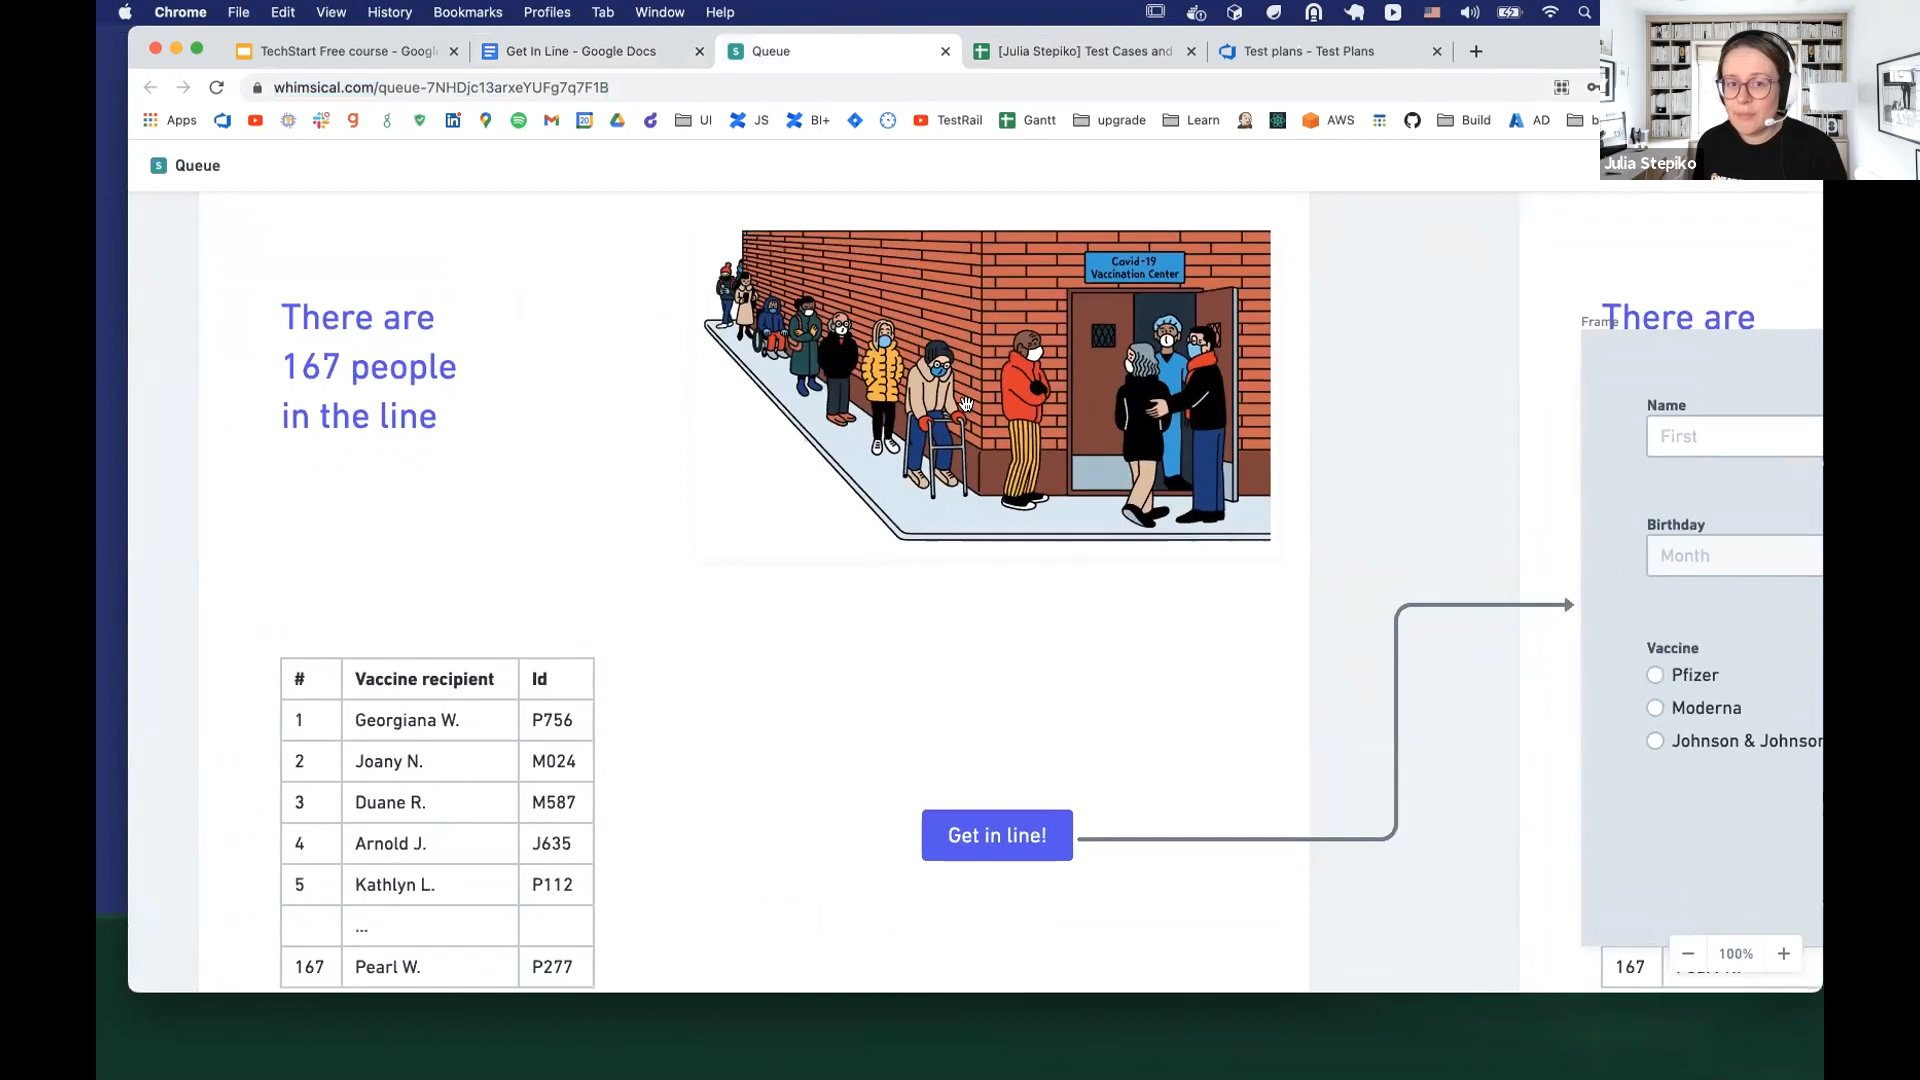 Chrome File Edit View History Bookmarks Profiles Tab Window Help
TechStart Free course - Googl
Get In Line - Google Docs
Queue
[Julia Stepiko] Test Cases and
Test plans - Test Plans
whimsical.com/queue-7NHDjc13arxeYUFg7q7F1B
Apps UI JS BI+ TestRail Gantt upgrade Learn AWS Build AD b
Julia Stepiko
Queue
Covid-19
Vaccination Center
There are
167 people
in the line
There are
Frame
Name
First
Birthday
Month
Vaccine
Pfizer
Moderna
Johnson & Johnson
# Vaccine recipient Id
1 Georgiana W. P756
2 Joany N. M024
3 Duane R. M587
4 Arnold J. J635
5 Kathlyn L. P112
...
167 Pearl W. P277
Get in line!
100%
167